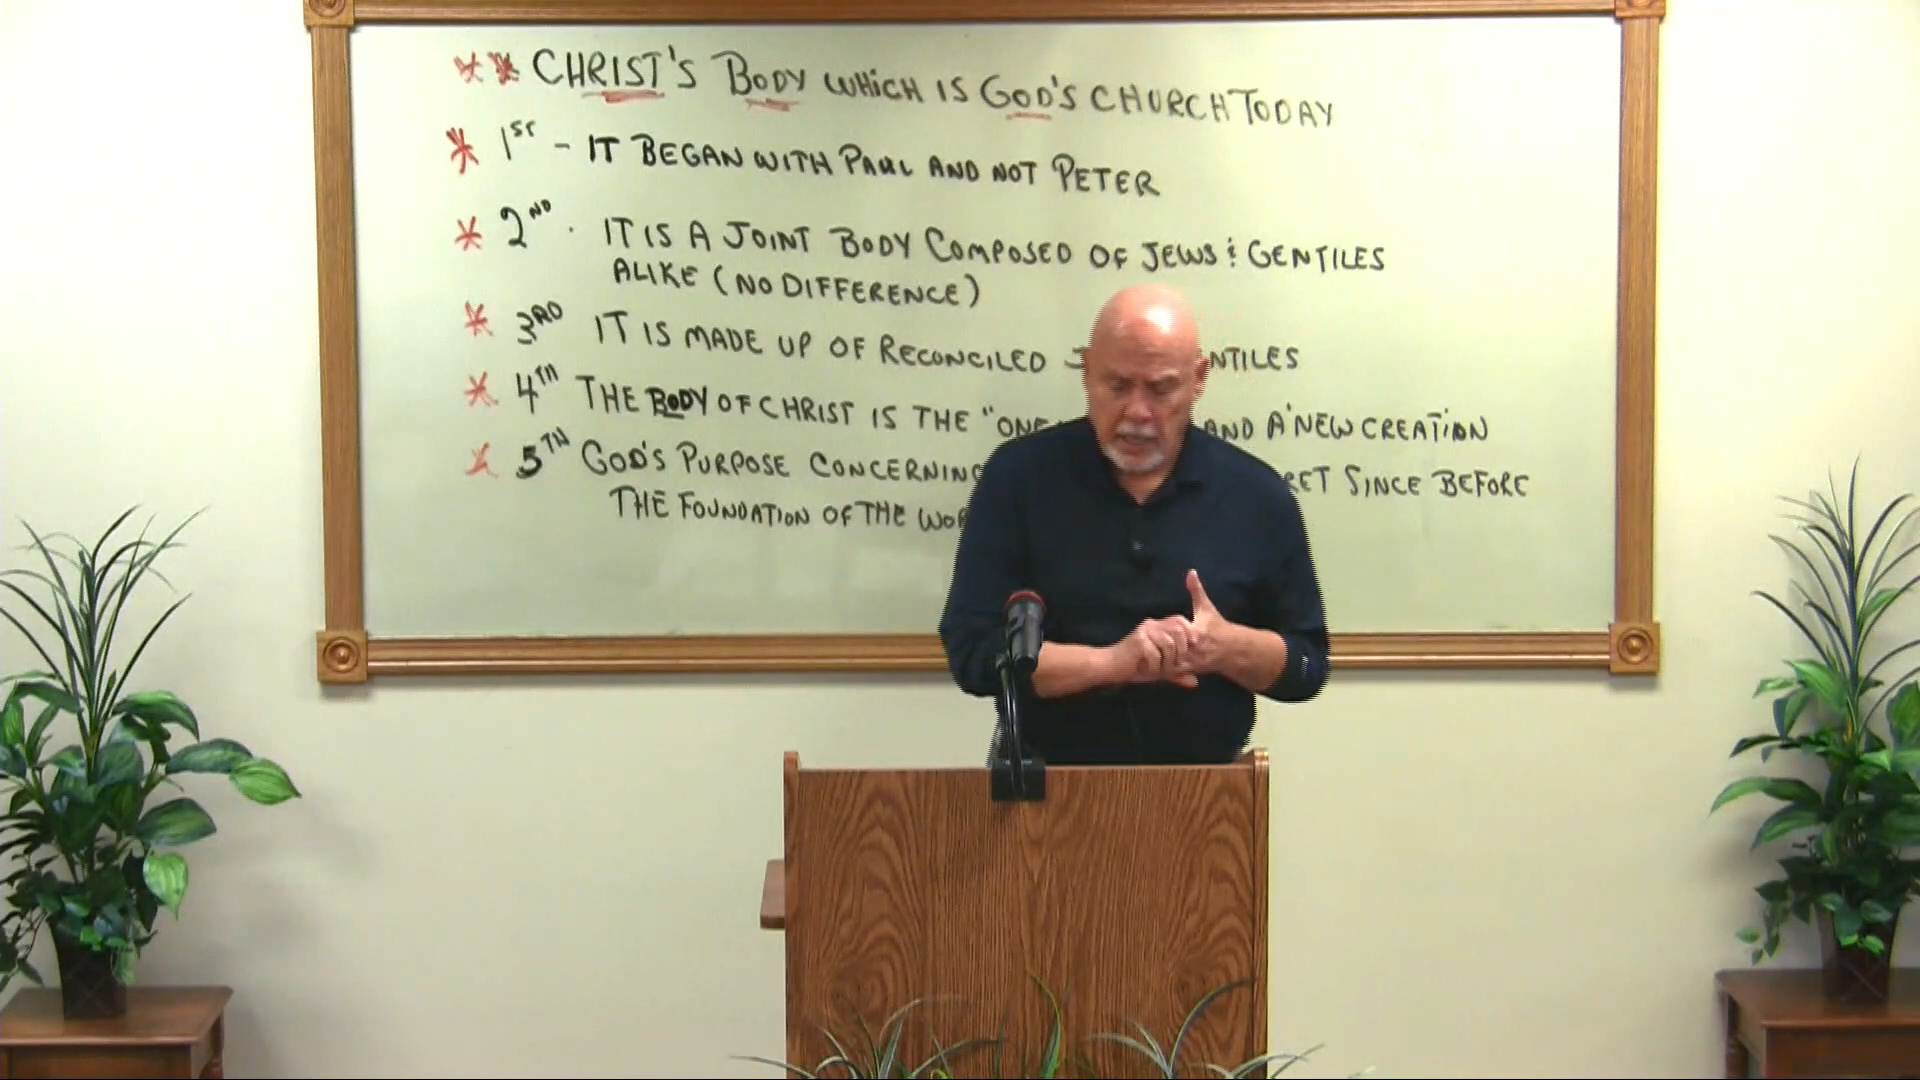 ** CHRIST'S BODY WHICH IS GOD'S CHURCH TODAY
* 1ST - IT BEGAN WITH PAUL AND NOT PETER
* 2ND. IT IS A JOINT BODY COMPOSED OF JEWS & GENTILES
ALIKE (NO DIFFERENCE)
* 3RD IT IS MADE UP OF RECONCILED NTILES
* 4TH THE BODY OF CHRIST IS THE "ONE AND A NEW CREATION
* 5TH GOD'S PURPOSE CONCERNING RET SINCE BEFORE
THE FOUNDATION OF THE WOR